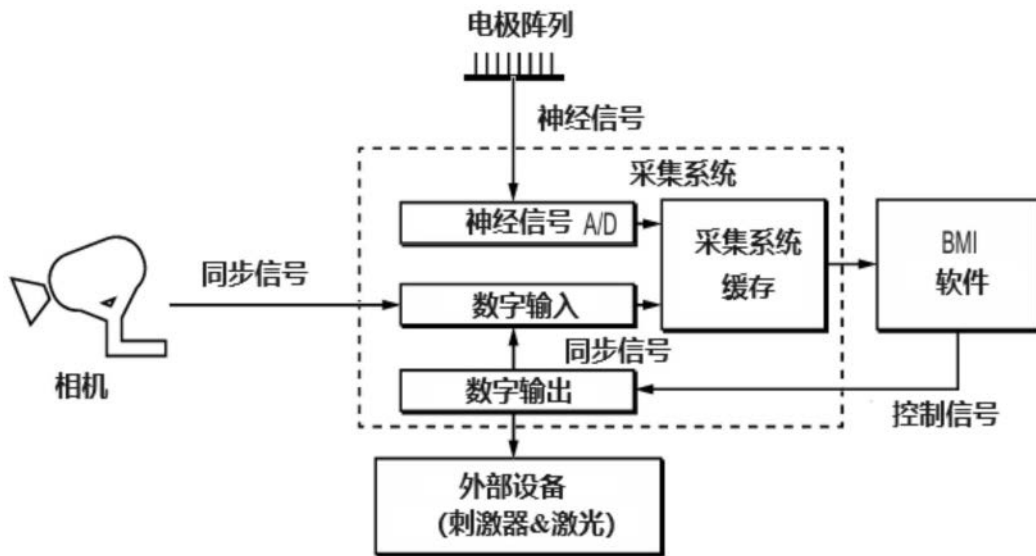 电极阵列
神经信号
采集系统
神经信号 A/D
采集系统
缓存
BMI
软件
同步信号
数字输入
同步信号
相机
数字输出
控制信号
外部设备
(刺激器&激光)